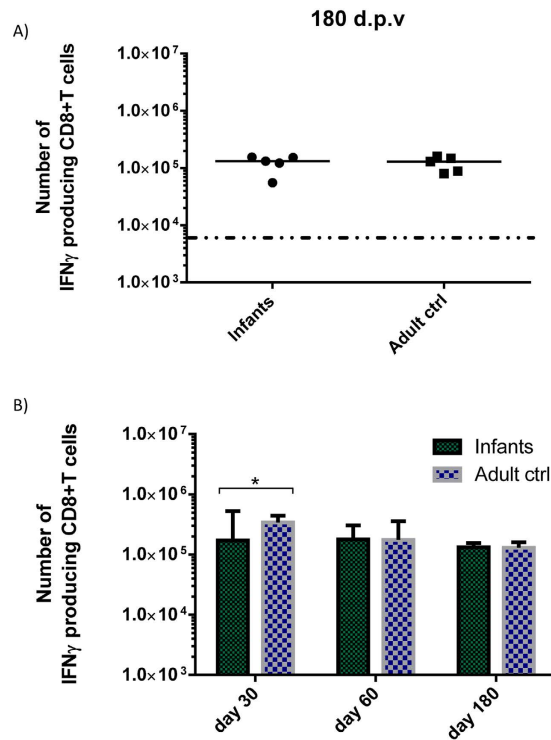 180 d.p.v
A)
Number of
IFNγ producing CD8+T cells
1.0×10⁷
1.0×10⁶
1.0×10⁵
1.0×10⁴
1.0×10³
Infants
Adult ctrl
B)
Number of
IFNγ producing CD8+T cells
1.0×10⁷
1.0×10⁶
1.0×10⁵
1.0×10⁴
1.0×10³
Infants
Adult ctrl
*
day 30
day 60
day 180